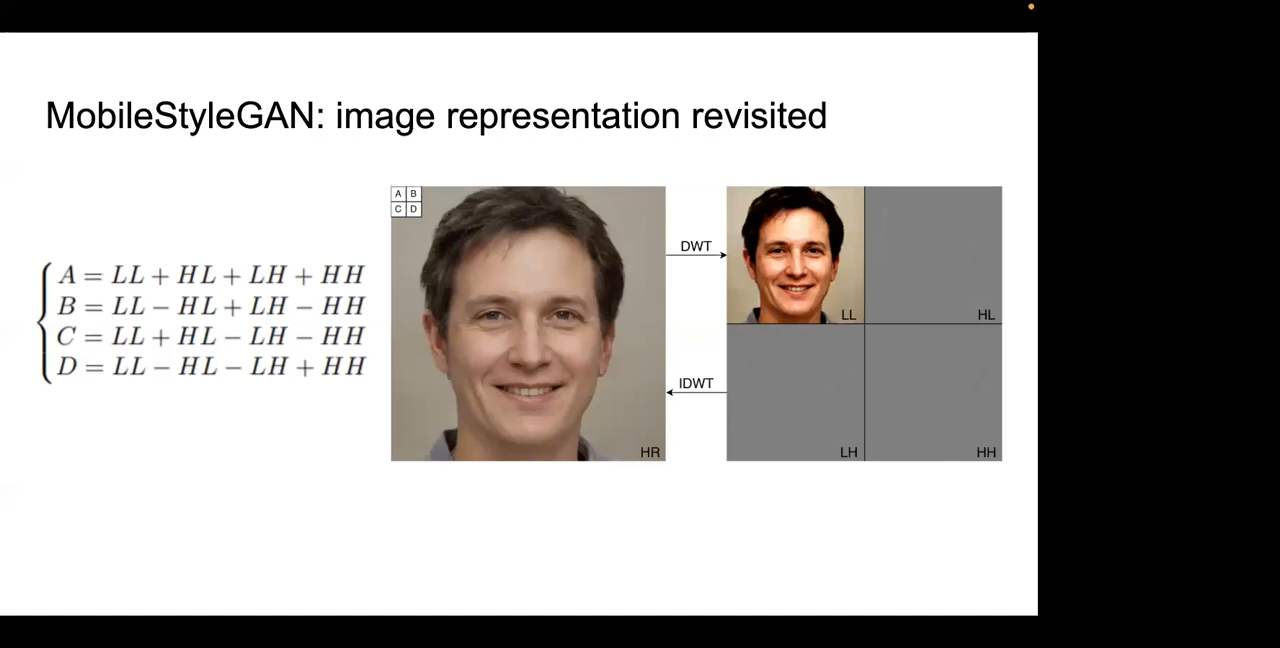 MobileStyleGAN: image representation revisited
A = LL + HL + LH + HH
B = LL − HL + LH − HH
C = LL + HL − LH − HH
D = LL − HL − LH + HH
A B
C D
HR
DWT
IDWT
LL
HL
LH
HH